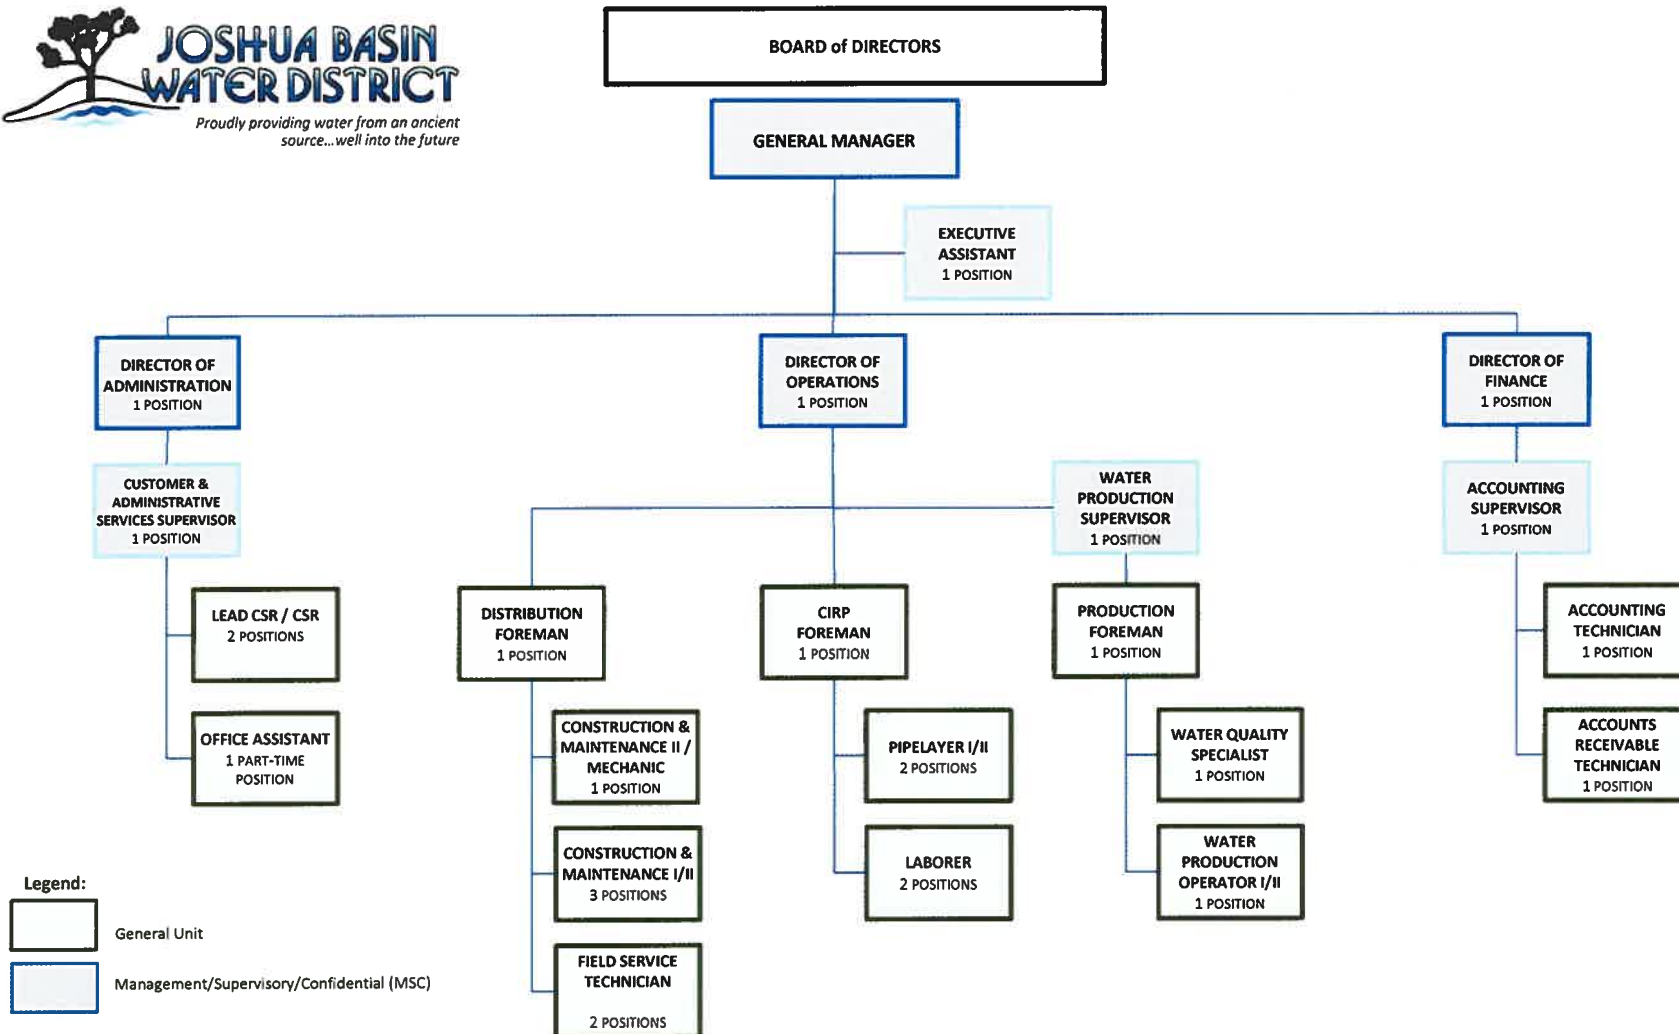 JOSHUA BASIN
WATER DISTRICT
Proudly providing water from an ancient
source...well into the future
BOARD of DIRECTORS
GENERAL MANAGER
EXECUTIVE
ASSISTANT
1 POSITION
DIRECTOR OF
ADMINISTRATION
1 POSITION
DIRECTOR OF
OPERATIONS
1 POSITION
DIRECTOR OF
FINANCE
1 POSITION
CUSTOMER &
ADMINISTRATIVE
SERVICES SUPERVISOR
1 POSITION
WATER
PRODUCTION
SUPERVISOR
1 POSITION
ACCOUNTING
SUPERVISOR
1 POSITION
LEAD CSR / CSR
2 POSITIONS
DISTRIBUTION
FOREMAN
1 POSITION
CIRP
FOREMAN
1 POSITION
PRODUCTION
FOREMAN
1 POSITION
ACCOUNTING
TECHNICIAN
1 POSITION
OFFICE ASSISTANT
1 PART-TIME
POSITION
CONSTRUCTION &
MAINTENANCE II /
MECHANIC
1 POSITION
PIPELAYER I/II
2 POSITIONS
WATER QUALITY
SPECIALIST
1 POSITION
ACCOUNTS
RECEIVABLE
TECHNICIAN
1 POSITION
CONSTRUCTION &
MAINTENANCE I/II
3 POSITIONS
LABORER
2 POSITIONS
WATER
PRODUCTION
OPERATOR I/II
1 POSITION
FIELD SERVICE
TECHNICIAN
2 POSITIONS
Legend:
General Unit
Management/Supervisory/Confidential (MSC)